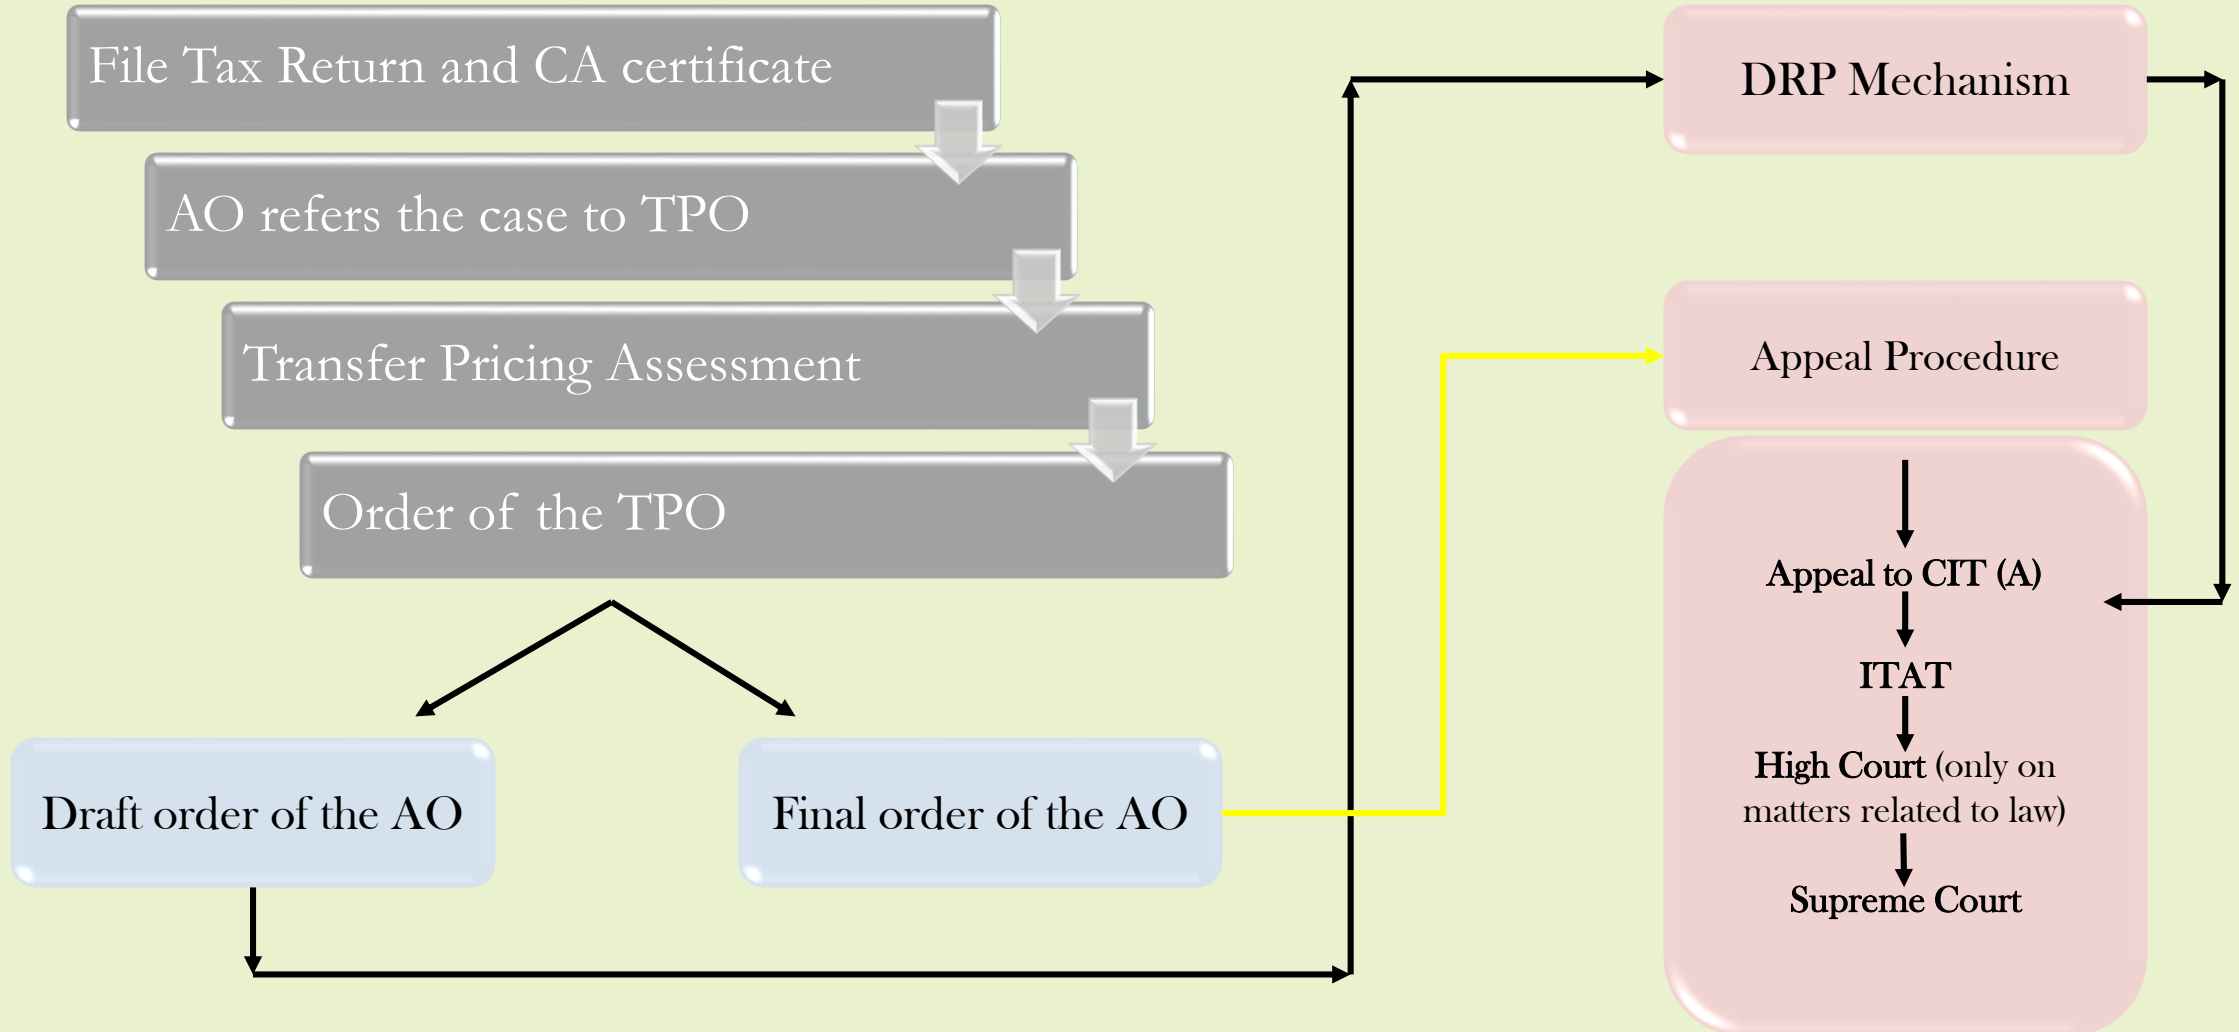 File Tax Return and CA certificate
AO refers the case to TPO
Transfer Pricing Assessment
Order of the TPO
Draft order of the AO
Final order of the AO
DRP Mechanism
Appeal Procedure
Appeal to CIT (A)
ITAT
High Court (only on
matters related to law)
Supreme Court